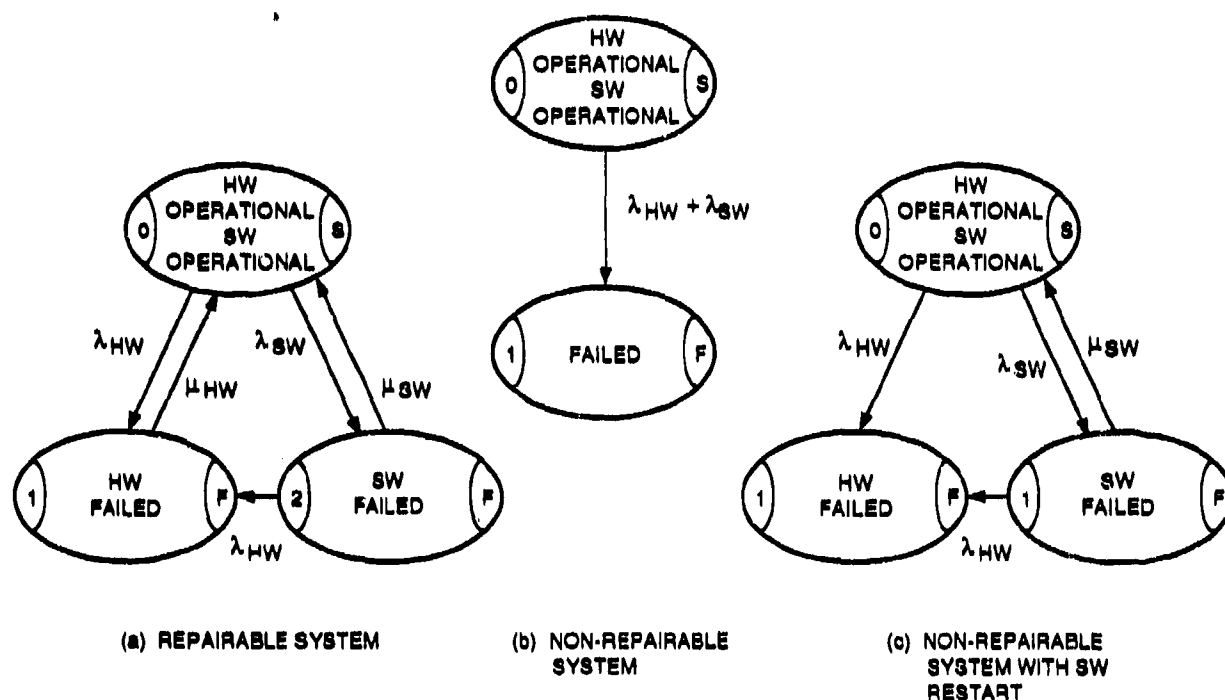 HW
OPERATIONAL
SW
OPERATIONAL
0
S
λHW
μHW
λSW
μSW
1
HW
FAILED
F
2
SW
FAILED
F
λHW
(a) REPAIRABLE SYSTEM
HW
OPERATIONAL
SW
OPERATIONAL
0
S
λHW + λSW
1
FAILED
F
(b) NON-REPAIRABLE
SYSTEM
HW
OPERATIONAL
SW
OPERATIONAL
0
S
λHW
λSW
μSW
1
HW
FAILED
F
1
SW
FAILED
F
λHW
(c) NON-REPAIRABLE
SYSTEM WITH SW
RESTART